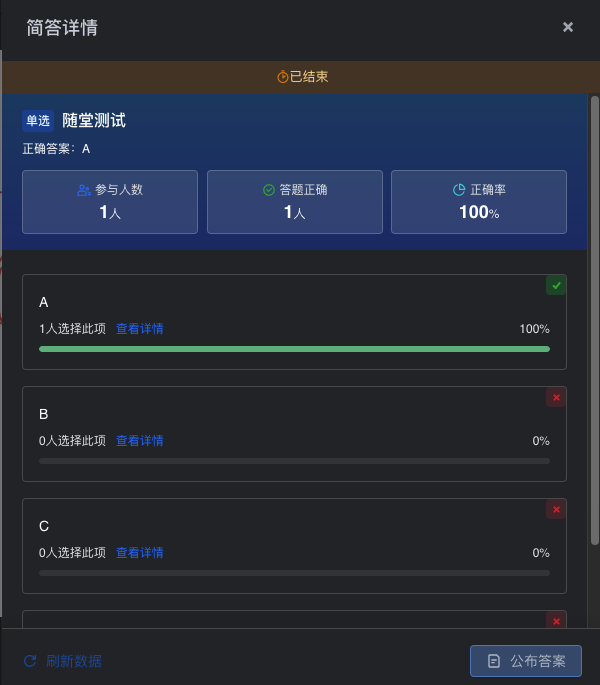 简答详情
已结束
单选 随堂测试
正确答案：A
参与人数
1人
答题正确
1人
正确率
100%
A
1人选择此项 查看详情 100%
B
0人选择此项 查看详情 0%
C
0人选择此项 查看详情 0%
刷新数据 公布答案